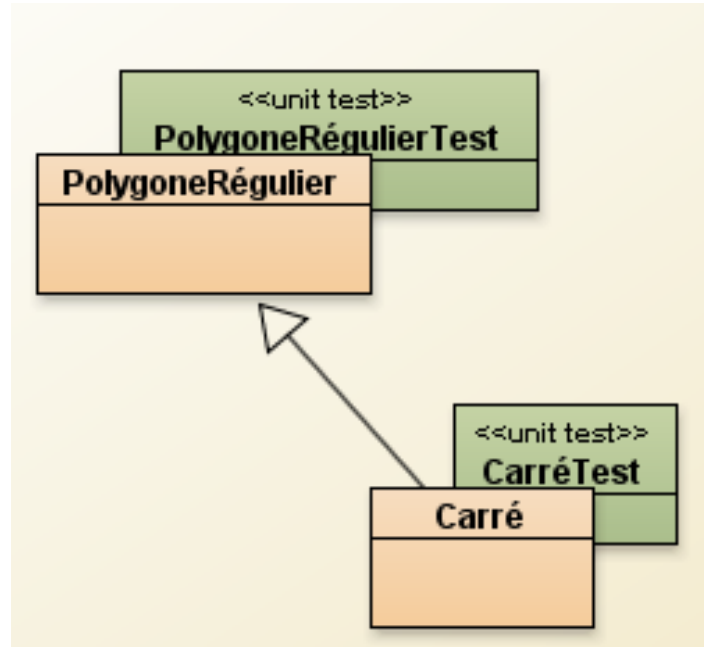 <<unit test>>
PolygoneRégulierTest
PolygoneRégulier
<<unit test>>
CarréTest
Carré